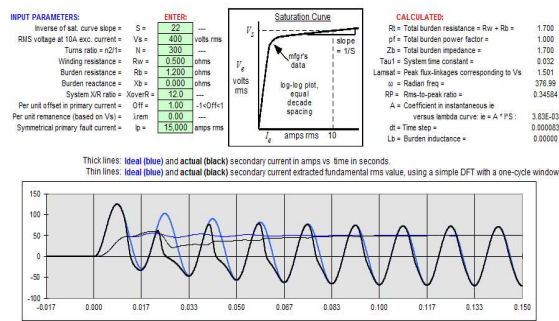 INPUT PARAMETERS: ENTER:
Inverse of sat. curve slope = S = 22 ---
RMS voltage at 10A exc. current = Vs = 400 volts rms
Turns ratio = n2/1= N = 300 ---
Winding resistance = Rw = 0.500 ohms
Burden resistance = Rb = 1.200 ohms
Burden reactance = Xb = 0.000 ohms
System X/R ratio = XoverR = 12.0 ---
Per unit offset in primary current = Off = 1.00 -1<Off<1
Per unit remanence (based on Vs) = λrem 0.00 ---
Symmetrical primary fault current = Ip = 15,000 amps rms
Saturation Curve
Vs
slope
= 1/S
mfgr's
data
Ve
volts
rms
log-log plot,
equal
decade
spacing
Ie amps rms 10
CALCULATED:
Rt = Total burden resistance = Rw + Rb = 1.700
pf = Total burden power factor = 1.000
Zb = Total burden impedance = 1.700
Tau1 = System time constant = 0.032
Lamsat = Peak flux-linkages corresponding to Vs 1.501
ω = Radian freq = 376.99
RP = Rms-to-peak ratio = 0.34584
A = Coefficient in instantaneous ie
versus lambda curve: ie = A * l^S : 3.83E-03
dt = Time step = 0.000083
Lb = Burden inductance = 0.00000
Thick lines: Ideal (blue) and actual (black) secondary current in amps vs time in seconds.
Thin lines: Ideal (blue) and actual (black) secondary current extracted fundamental rms value, using a simple DFT with a one-cycle window
150
100
50
0
-50
-100
-0.017 0.000 0.017 0.033 0.050 0.067 0.083 0.100 0.117 0.133 0.150